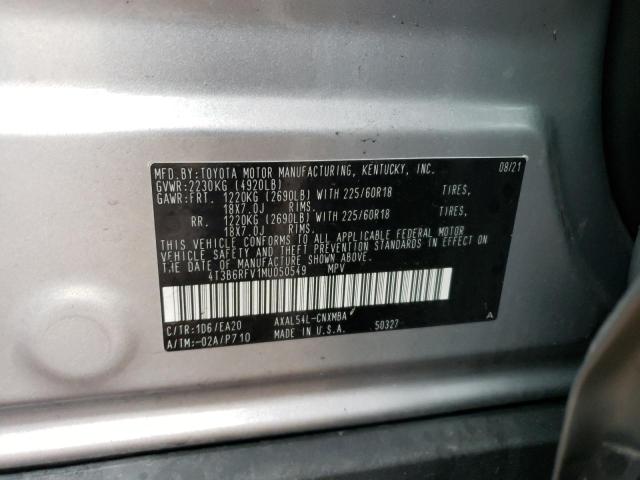 MFD.BY:TOYOTA MOTOR MANUFACTURING, KENTUCKY, INC. 08/21
GVWR:2230KG (4920LB)
GAWR:FRT. 1220KG (2690LB) WITH 225/60R18 TIRES,
18X7.0J RIMS.
RR. 1220KG (2690LB) WITH 225/60R18 TIRES,
18X7.0J RIMS.
THIS VEHICLE CONFORMS TO ALL APPLICABLE FEDERAL MOTOR
VEHICLE SAFETY AND THEFT PREVENTION STANDARDS IN EFFECT ON
THE DATE OF MANUFACTURE SHOWN ABOVE.
4T3B6RFV1MU050549 MPV
C/TR:1D6/EA20 AXAL54L-CNXMBA
A/TM:-02A/P710 MADE IN U.S.A. 50327 A